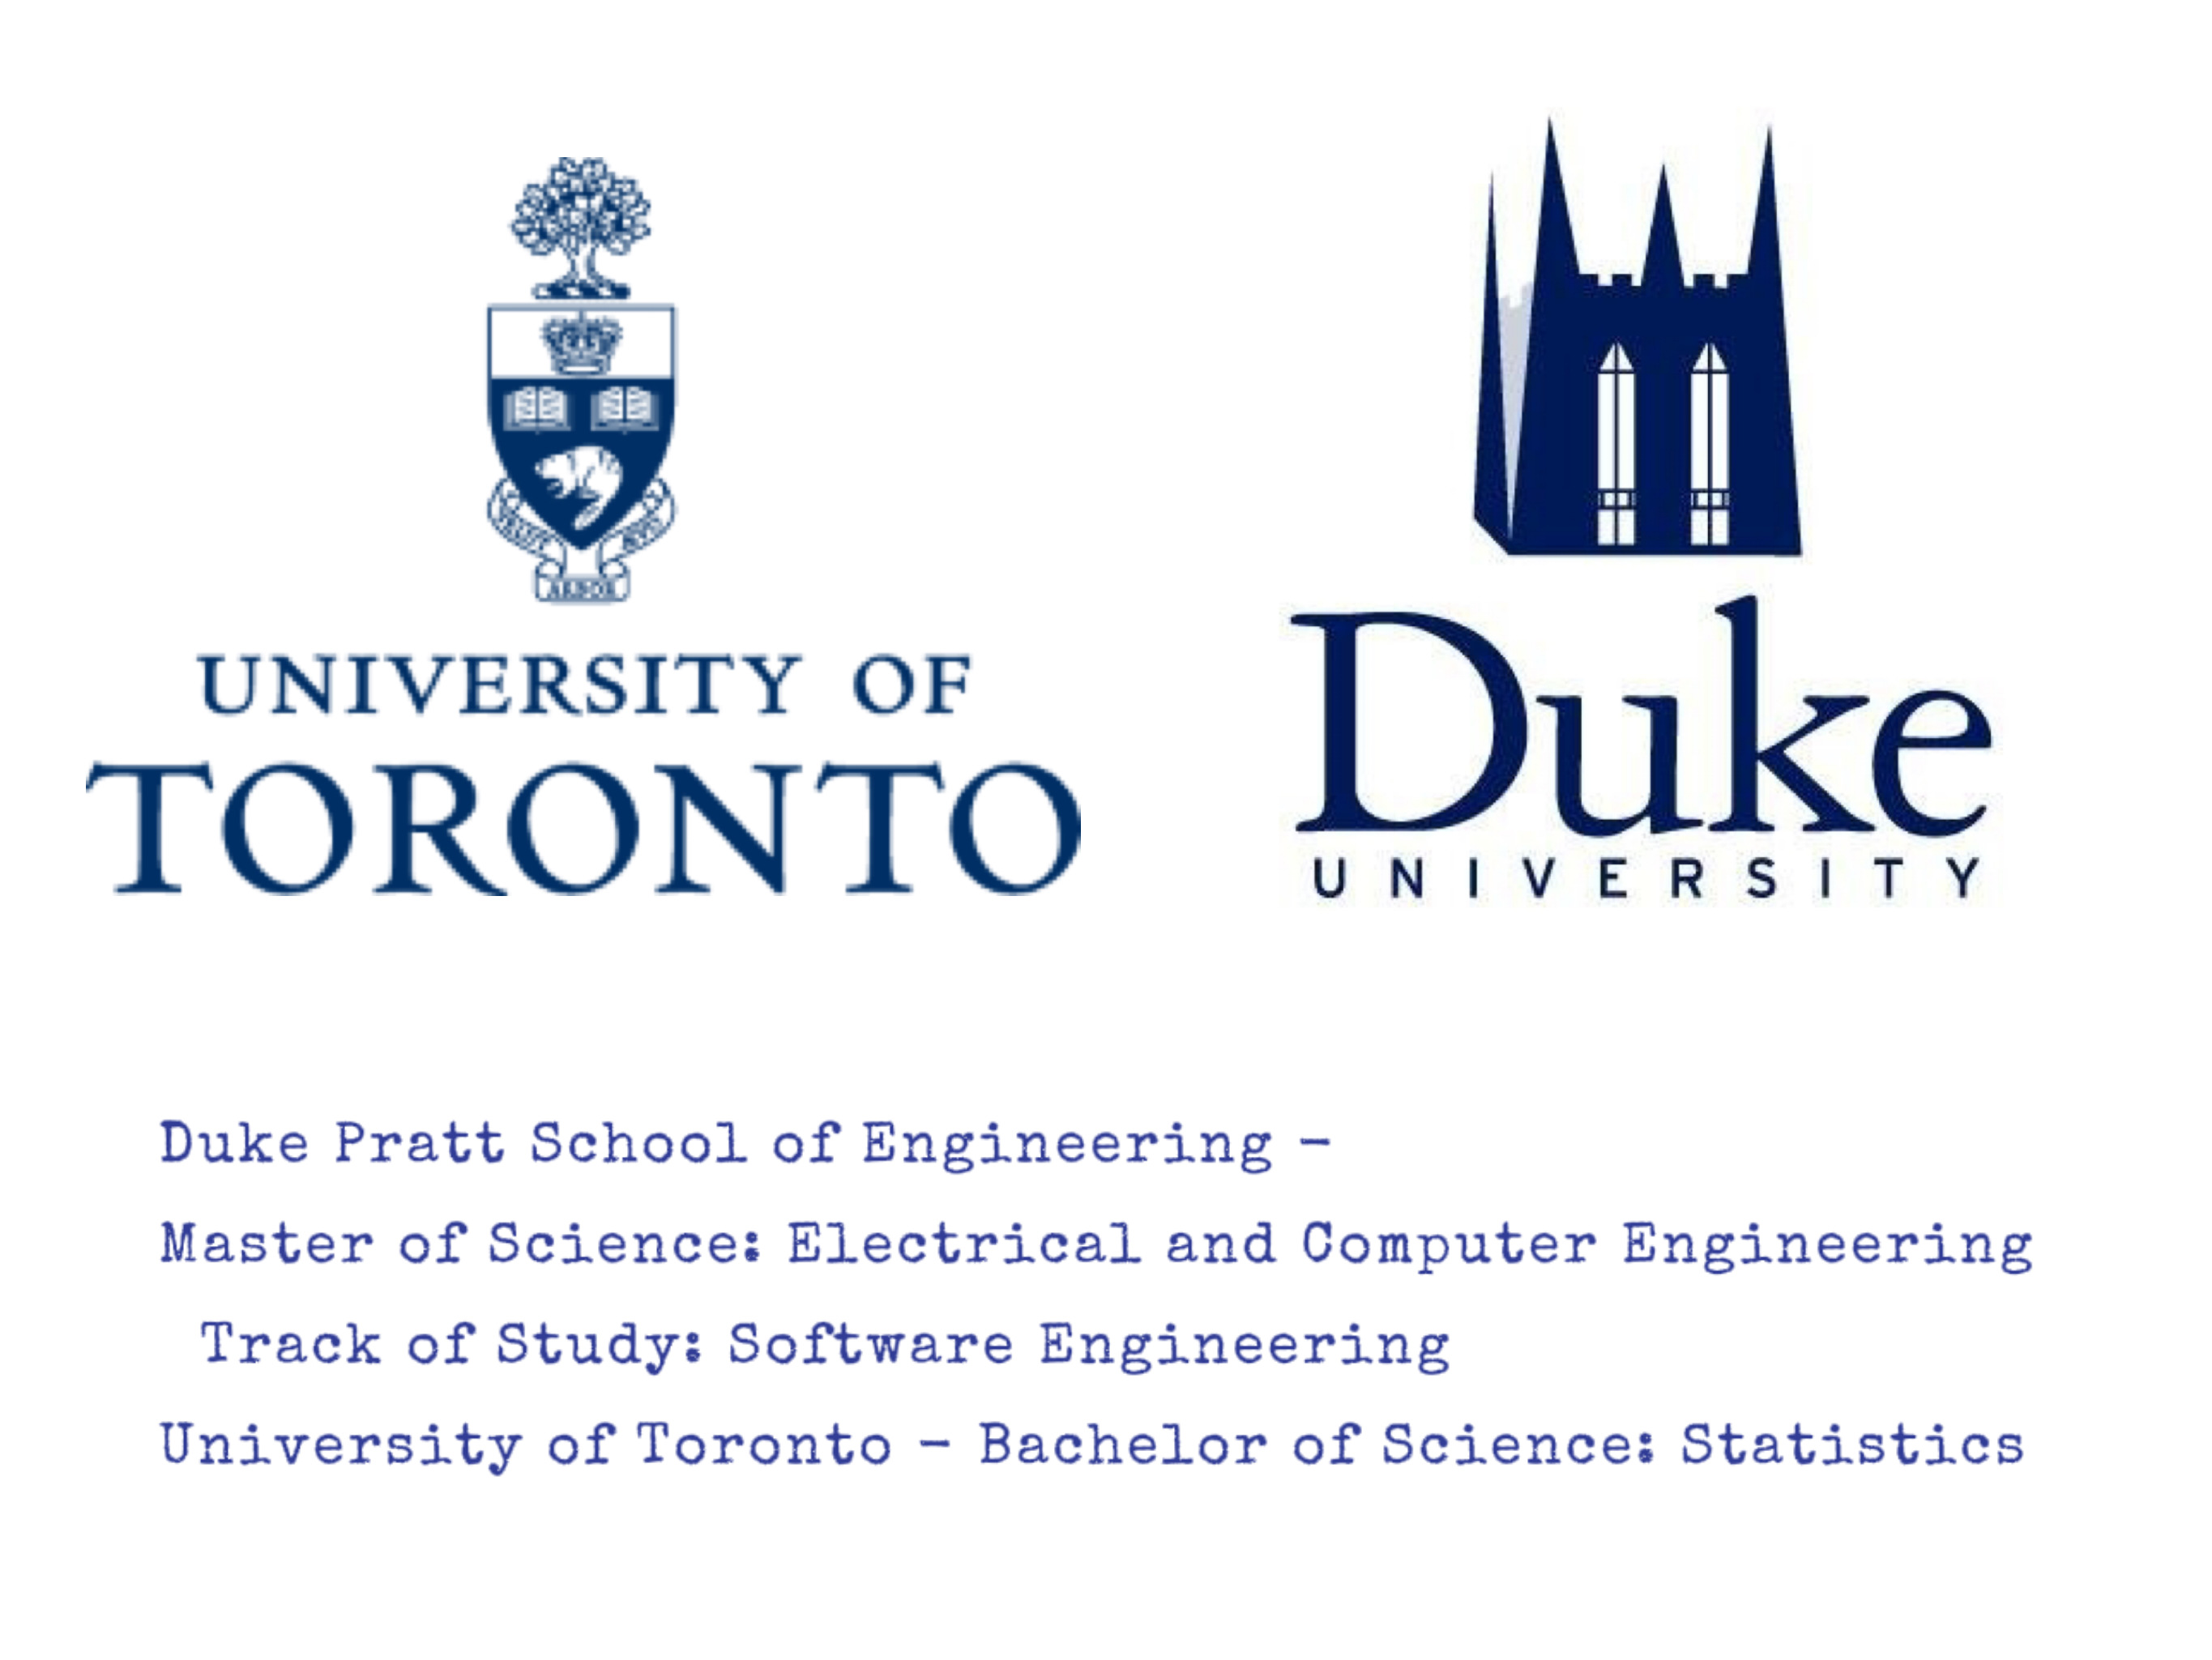 UNIVERSITY OF
TORONTO
Duke
UNIVERSITY
Duke Pratt School of Engineering -
Master of Science: Electrical and Computer Engineering
Track of Study: Software Engineering
University of Toronto - Bachelor of Science: Statistics